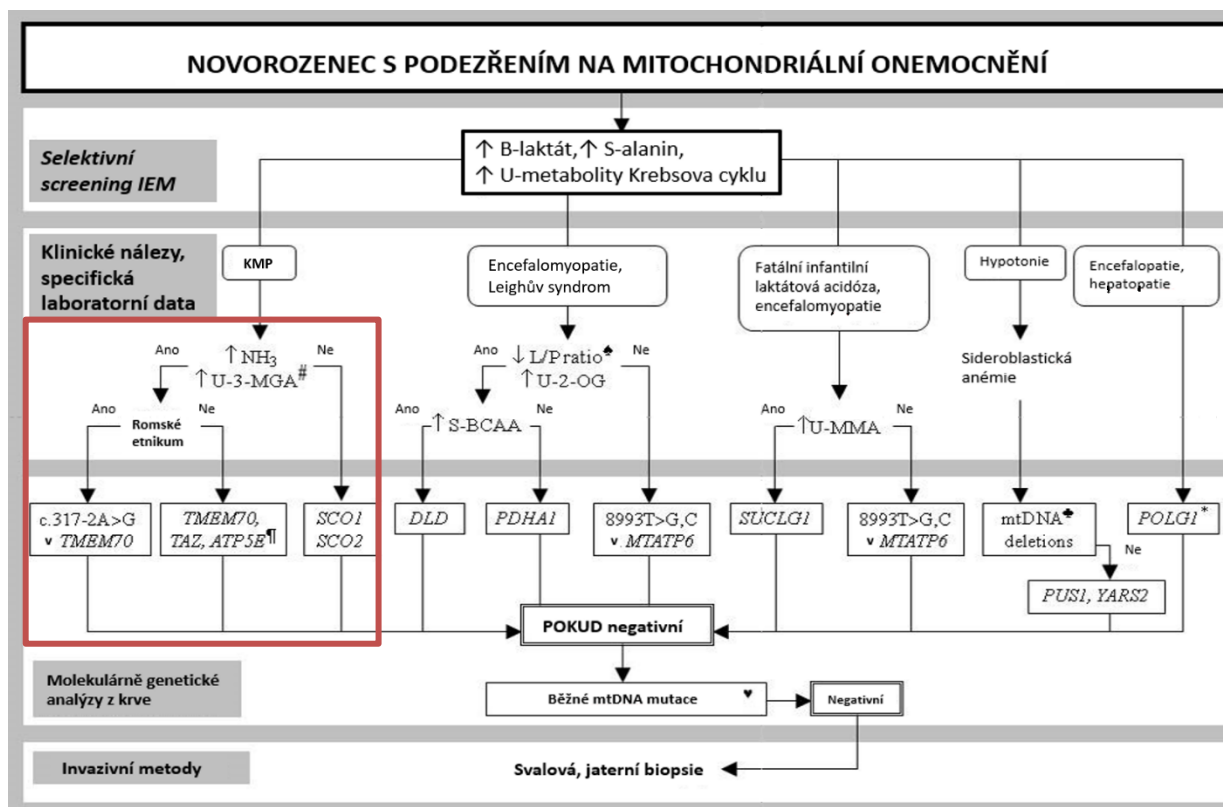 NOVOROZENEC S PODEZŘENÍM NA MITOCHONDRIÁLNÍ ONEMOCNĚNÍ
Selektivní
screening IEM
↑ B-laktát,↑ S-alanin,
↑ U-metabolity Krebsova cyklu
Klinické nálezy,
specifická
laboratorní data
KMP
Encefalomyopatie,
Leighův syndrom
Fatální infantilní
laktátová acidóza,
encefalomyopatie
Hypotonie
Encefalopatie,
hepatopatie
Ano
↑NH₃
↑U-3-MGA#
Ne
Ano
↓ L/Pratio♠
↑U-2-OG
Ne
Sideroblastická
anémie
Ano
Romské
etnikum
Ne
Ano
↑S-BCAA
Ne
Ano
↑U-MMA
Ne
c.317-2A>G
v TMEM70
TMEM70,
TAZ, ATP5E¶
SCO1
SCO2
DLD
PDHA1
8993T>G,C
v MTATP6
SUCLG1
8993T>G,C
v MTATP6
mtDNA♣
deletions
POLG1*
Ne
PUS1, YARS2
POKUD negativní
Molekulárně genetické
analýzy z krve
Běžné mtDNA mutace ♥
Negativní
Invazivní metody
Svalová, jaterní biopsie